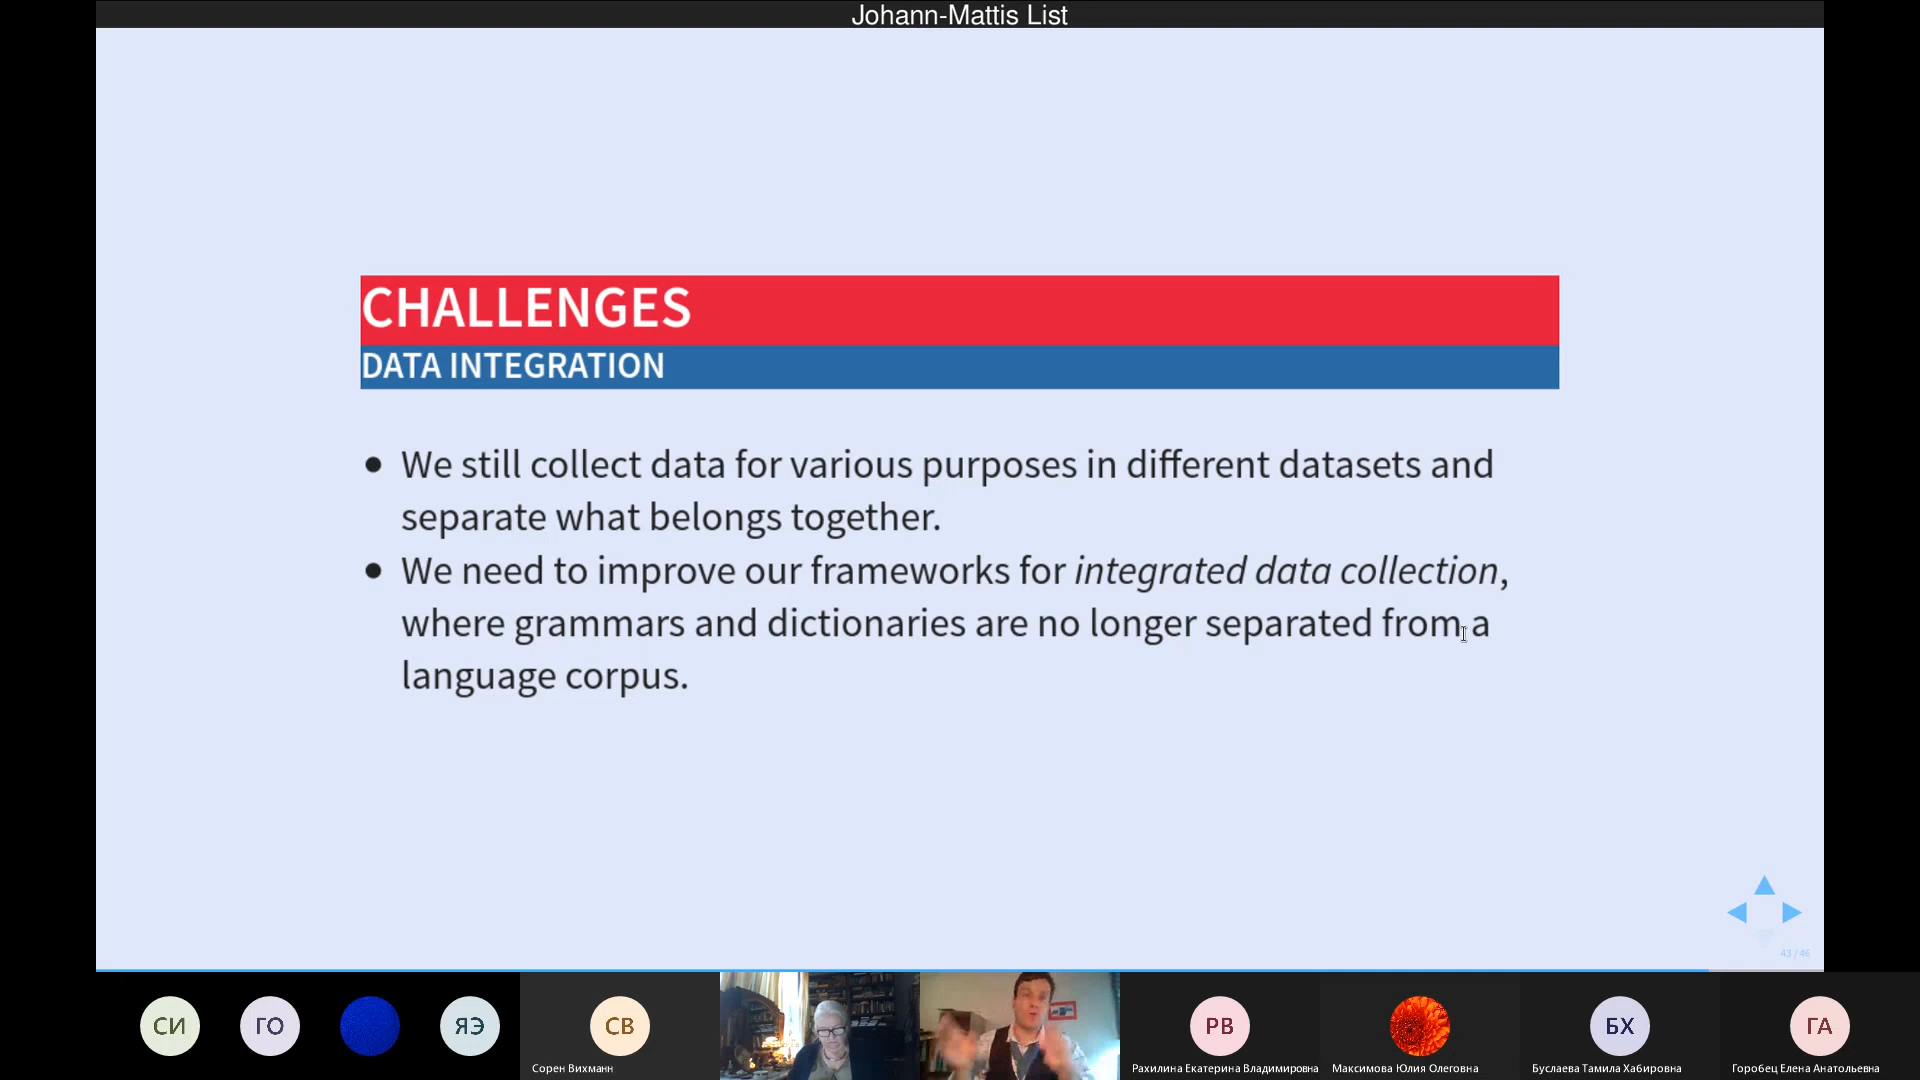 Johann-Mattis List
CHALLENGES
DATA INTEGRATION
• We still collect data for various purposes in different datasets and
separate what belongs together.
• We need to improve our frameworks for integrated data collection,
where grammars and dictionaries are no longer separated from a
language corpus.
43 / 46
СИ
ГО
ЯЭ
СВ
РВ
БХ
ГА
Сорен Вихманн
Рахилина Екатерина Владимировна
Максимова Юлия Олеговна
Буслаева Тамила Хабировна
Горобец Елена Анатольевна